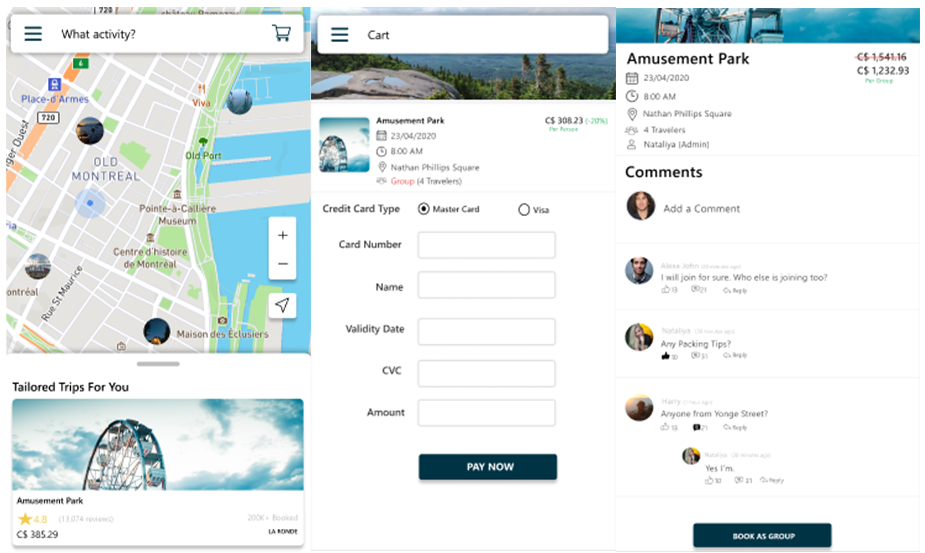 720
What activity?
6
Place-d'Armes
Viva
720
ger Ouest
Old Port
OLD
MONTREAL
Pointe-à-Callière
Museum
+
Centre d'histoire
de Montréal
−
ontréal
Rue St Maurice
Maison des Éclusiers
Tailored Trips For You
Amusement Park
4.8 (13,074 reviews)
200K+ Booked
C$ 385.29
LA RONDE
Cart
Amusement Park
C$ 308.23 (-20%)
Per Person
23/04/2020
8:00 AM
Nathan Phillips Square
Group (4 Travelers)
Credit Card Type
Master Card
Visa
Card Number
Name
Validity Date
CVC
Amount
PAY NOW
Amusement Park
C$ 1,541.16
C$ 1,232.93
Per Group
23/04/2020
8:00 AM
Nathan Phillips Square
4 Travelers
Nataliya (Admin)
Comments
Add a Comment
Alexa John
I will join for sure. Who else is joining too?
13 21 Reply
Nataliya
Any Packing Tips?
10 31 Reply
Harry
Anyone from Yonge Street?
13 21 Reply
Nataliya
Yes I'm.
10 31 Reply
BOOK AS GROUP